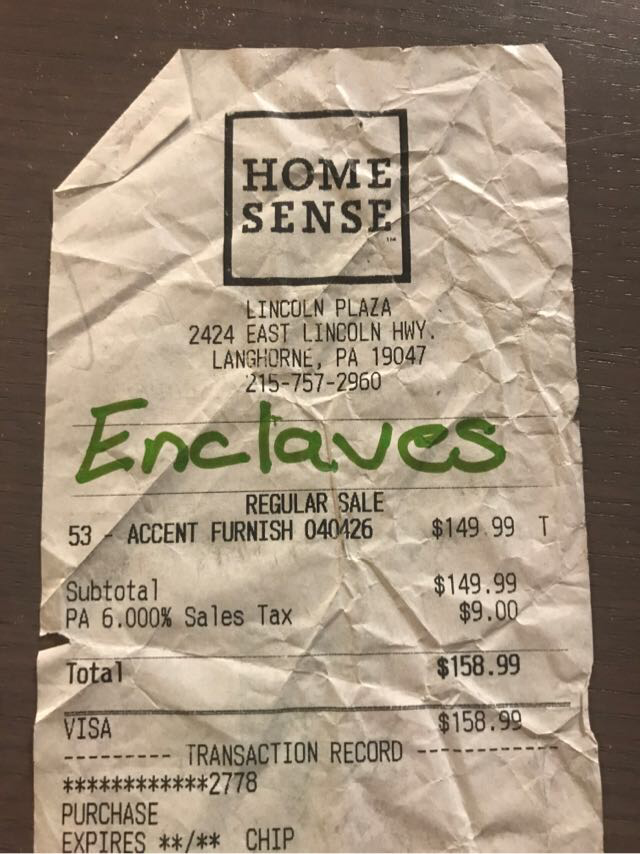 HOME
SENSE™
LINCOLN PLAZA
2424 EAST LINCOLN HWY.
LANGHORNE, PA 19047
215-757-2960
Enclaves
REGULAR SALE
53 - ACCENT FURNISH 040426 $149.99 T
Subtotal $149.99
PA 6.000% Sales Tax $9.00
Total $158.99
VISA $158.99
---------- TRANSACTION RECORD ----------
************2778
PURCHASE
EXPIRES **/** CHIP